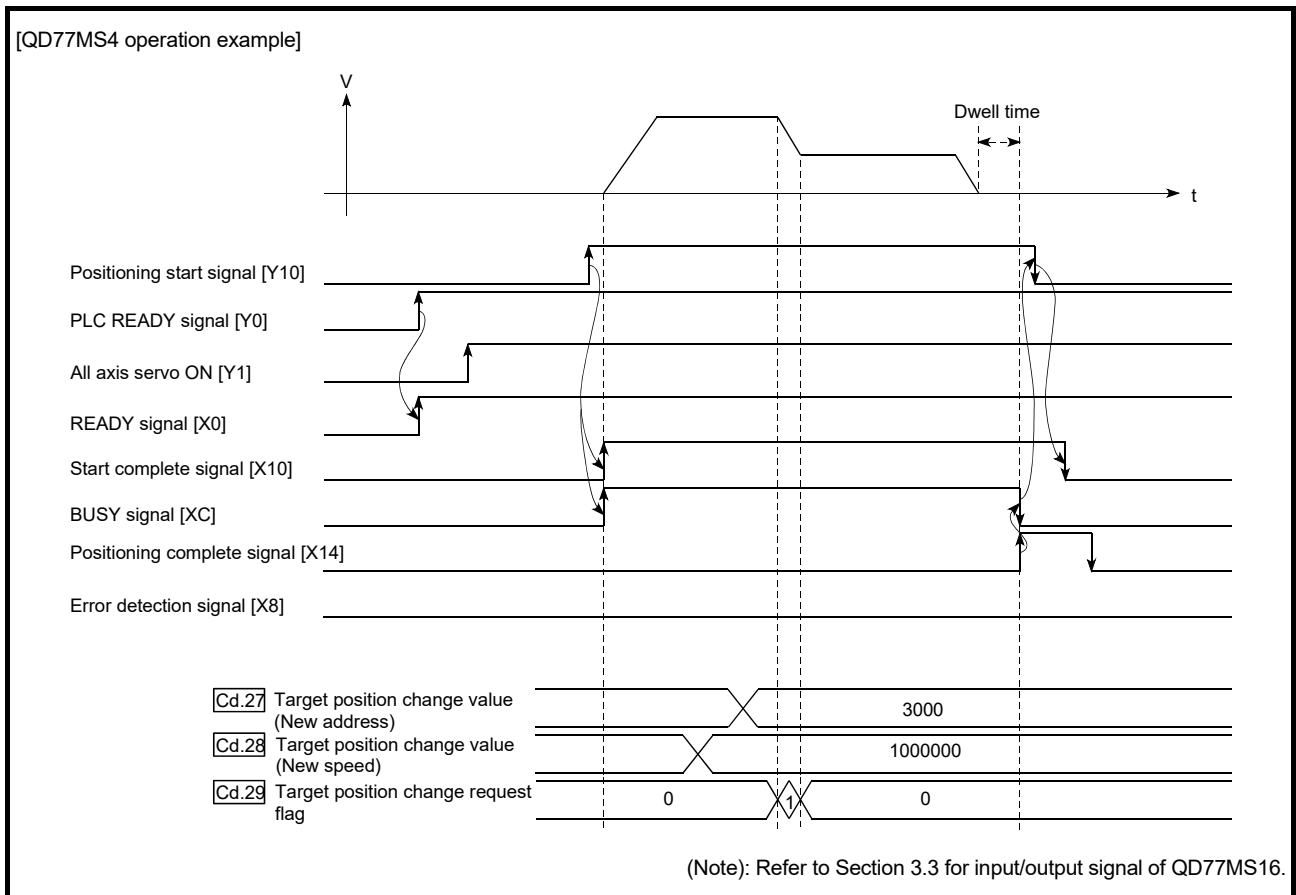 [QD77MS4 operation example]
V
Dwell time
t
Positioning start signal [Y10]
PLC READY signal [Y0]
All axis servo ON [Y1]
READY signal [X0]
Start complete signal [X10]
BUSY signal [XC]
Positioning complete signal [X14]
Error detection signal [X8]
Cd.27 Target position change value
(New address)
3000
Cd.28 Target position change value
(New speed)
1000000
Cd.29 Target position change request
flag
0 1 0
(Note): Refer to Section 3.3 for input/output signal of QD77MS16.